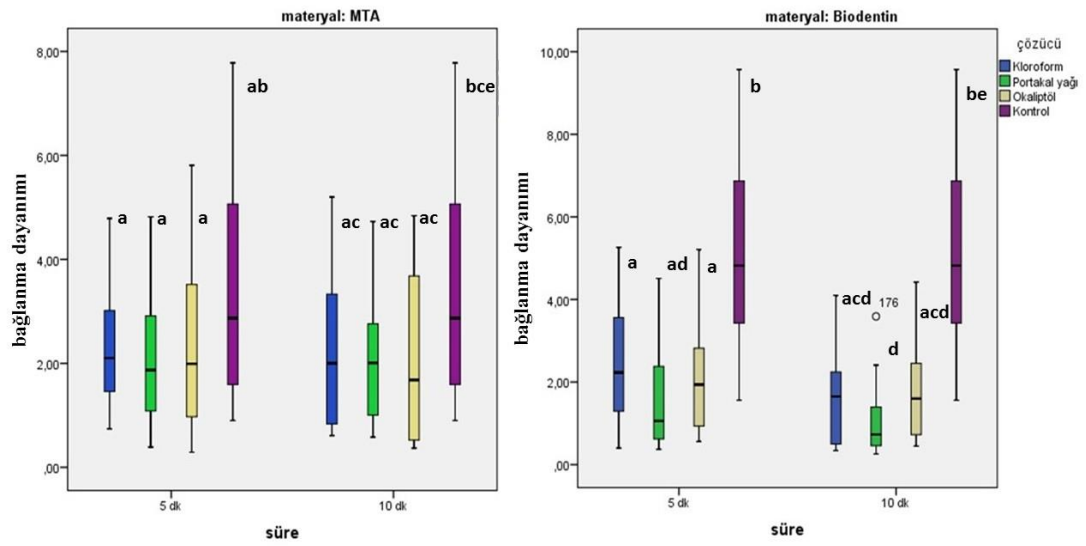 materyal: MTA
bağlanma dayanımı
8,00
6,00
4,00
2,00
,00
a
a
a
ab
ac
ac
ac
bce
5 dk
10 dk
süre
materyal: Biodentin
bağlanma dayanımı
10,00
8,00
6,00
4,00
2,00
,00
a
ad
a
b
acd
176
d
acd
be
5 dk
10 dk
süre
çözücü
Kloroform
Portakal yağı
Okaliptöl
Kontrol